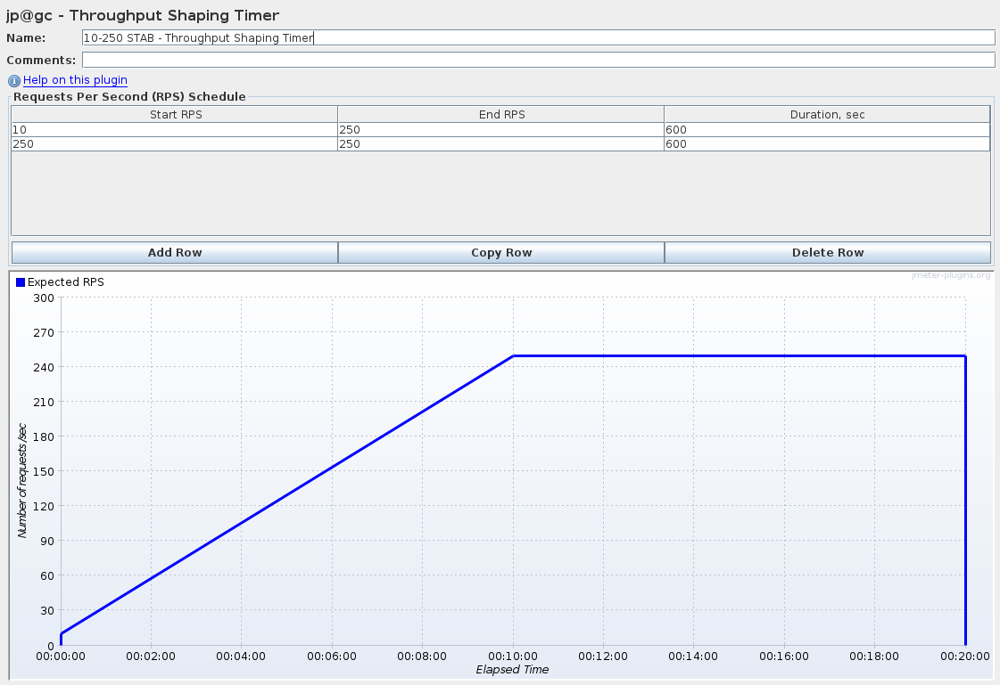 jp@gc - Throughput Shaping Timer
Name: 10-250 STAB - Throughput Shaping Timer
Comments:
Help on this plugin
Requests Per Second (RPS) Schedule
Start RPS End RPS Duration, sec
10 250 600
250 250 600
Add Row Copy Row Delete Row
jmeter-plugins.org
Expected RPS
300
270
240
210
180
150
120
90
60
30
0
Number of requests /sec
00:00:00 00:02:00 00:04:00 00:06:00 00:08:00 00:10:00 00:12:00 00:14:00 00:16:00 00:18:00 00:20:00
Elapsed Time